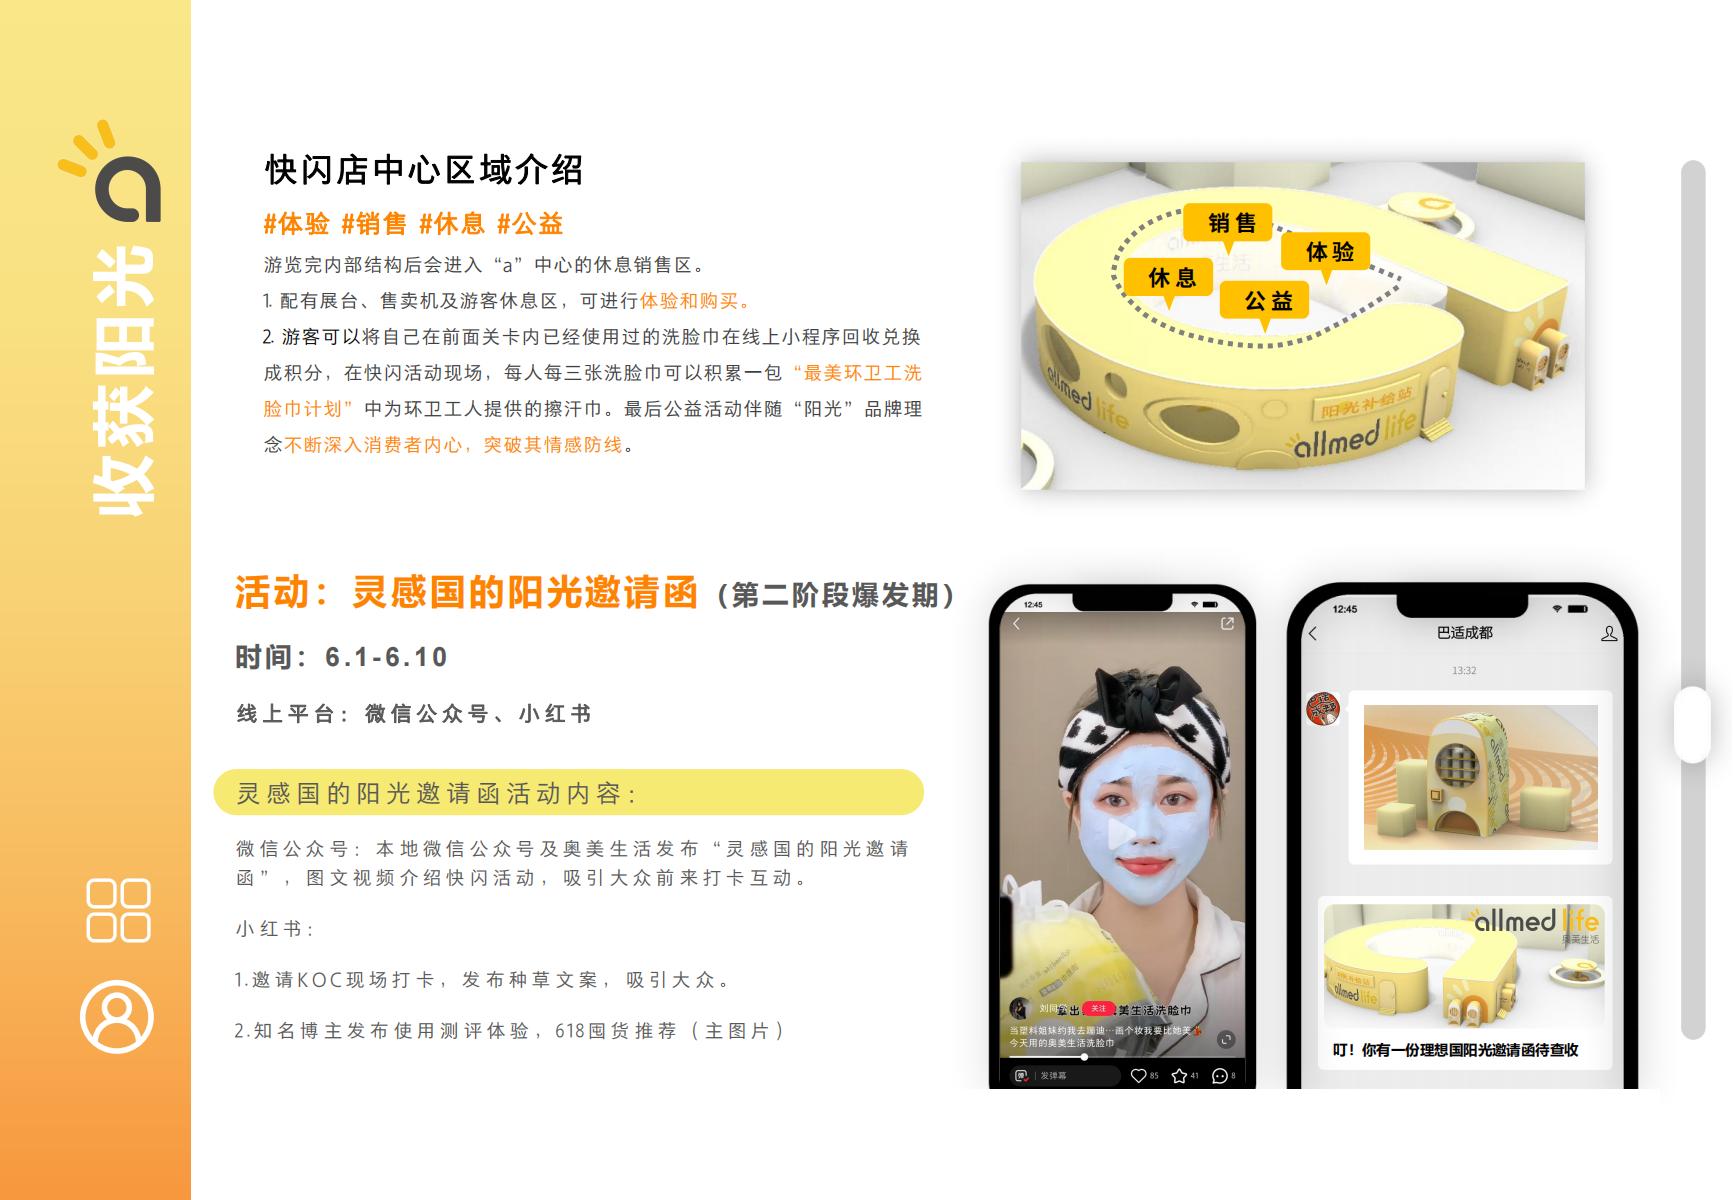 收获阳光
快闪店中心区域介绍
#体验 #销售 #休息 #公益
游览完内部结构后会进入“a”中心的休息销售区。
1. 配有展台、售卖机及游客休息区，可进行体验和购买。
2. 游客可以将自己在前面关卡内已经使用过的洗脸巾在线上小程序回收兑换
成积分，在快闪活动现场，每人每三张洗脸巾可以积累一包“最美环卫工洗
脸巾计划”中为环卫工人提供的擦汗巾。最后公益活动伴随“阳光”品牌理
念不断深入消费者内心，突破其情感防线。
销售
体验
休息
公益
allmed life
阳光补给站
allmed life
活动：灵感国的阳光邀请函（第二阶段爆发期）
时间：6.1-6.10
线上平台：微信公众号、小红书
灵感国的阳光邀请函活动内容：
微信公众号：本地微信公众号及奥美生活发布“灵感国的阳光邀请
函”，图文视频介绍快闪活动，吸引大众前来打卡互动。
小红书：
1.邀请KOC现场打卡，发布种草文案，吸引大众。
2.知名博主发布使用测评体验，618囤货推荐（主图片）
12:45
关注
美生活洗脸巾
当塑料姐妹约我去蹦迪…画个妆我要比她美
今天用的奥美生活洗脸巾
发弹幕
85
41
8
12:45
巴适成都
13:32
allmed life
奥美生活
阳光补给站
allmed life
叮！你有一份理想国阳光邀请函待查收